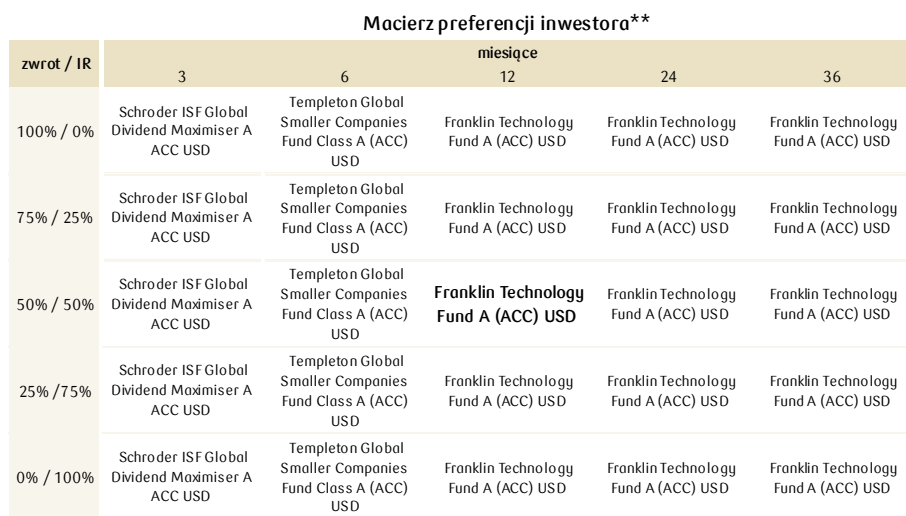 Macierz preferencji inwestora**
zwrot / IR
miesiące
3 6 12 24 36
100% / 0%
Schroder ISF Global
Dividend Maximiser A
ACC USD
Templeton Global
Smaller Companies
Fund Class A (ACC)
USD
Franklin Technology
Fund A (ACC) USD
Franklin Technology
Fund A (ACC) USD
Franklin Technology
Fund A (ACC) USD
75% / 25%
Schroder ISF Global
Dividend Maximiser A
ACC USD
Templeton Global
Smaller Companies
Fund Class A (ACC)
USD
Franklin Technology
Fund A (ACC) USD
Franklin Technology
Fund A (ACC) USD
Franklin Technology
Fund A (ACC) USD
50% / 50%
Schroder ISF Global
Dividend Maximiser A
ACC USD
Templeton Global
Smaller Companies
Fund Class A (ACC)
USD
Franklin Technology
Fund A (ACC) USD
Franklin Technology
Fund A (ACC) USD
Franklin Technology
Fund A (ACC) USD
25% /75%
Schroder ISF Global
Dividend Maximiser A
ACC USD
Templeton Global
Smaller Companies
Fund Class A (ACC)
USD
Franklin Technology
Fund A (ACC) USD
Franklin Technology
Fund A (ACC) USD
Franklin Technology
Fund A (ACC) USD
0% / 100%
Schroder ISF Global
Dividend Maximiser A
ACC USD
Templeton Global
Smaller Companies
Fund Class A (ACC)
USD
Franklin Technology
Fund A (ACC) USD
Franklin Technology
Fund A (ACC) USD
Franklin Technology
Fund A (ACC) USD